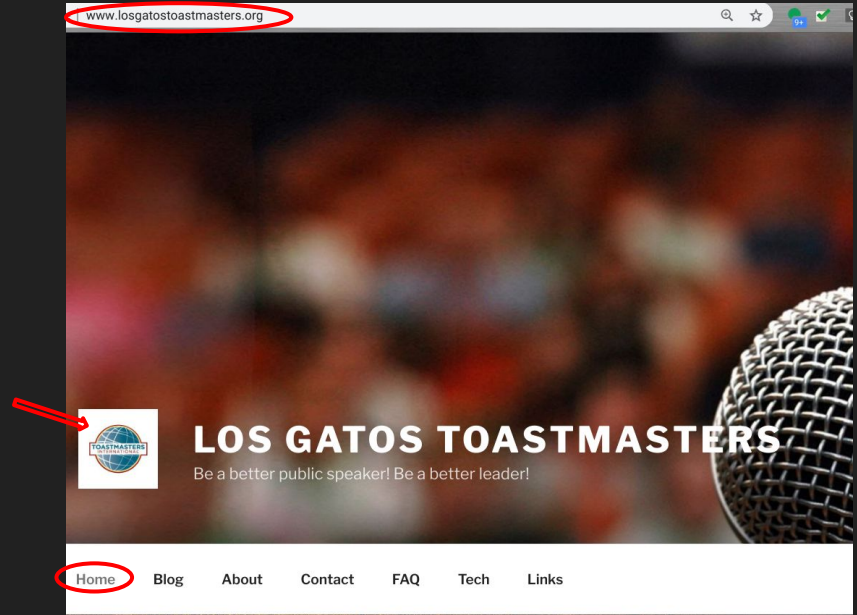 www.losgatostoastmasters.org
9+
TOASTMASTERS
INTERNATIONAL
LOS GATOS TOASTMASTERS
Be a better public speaker! Be a better leader!
Home Blog About Contact FAQ Tech Links